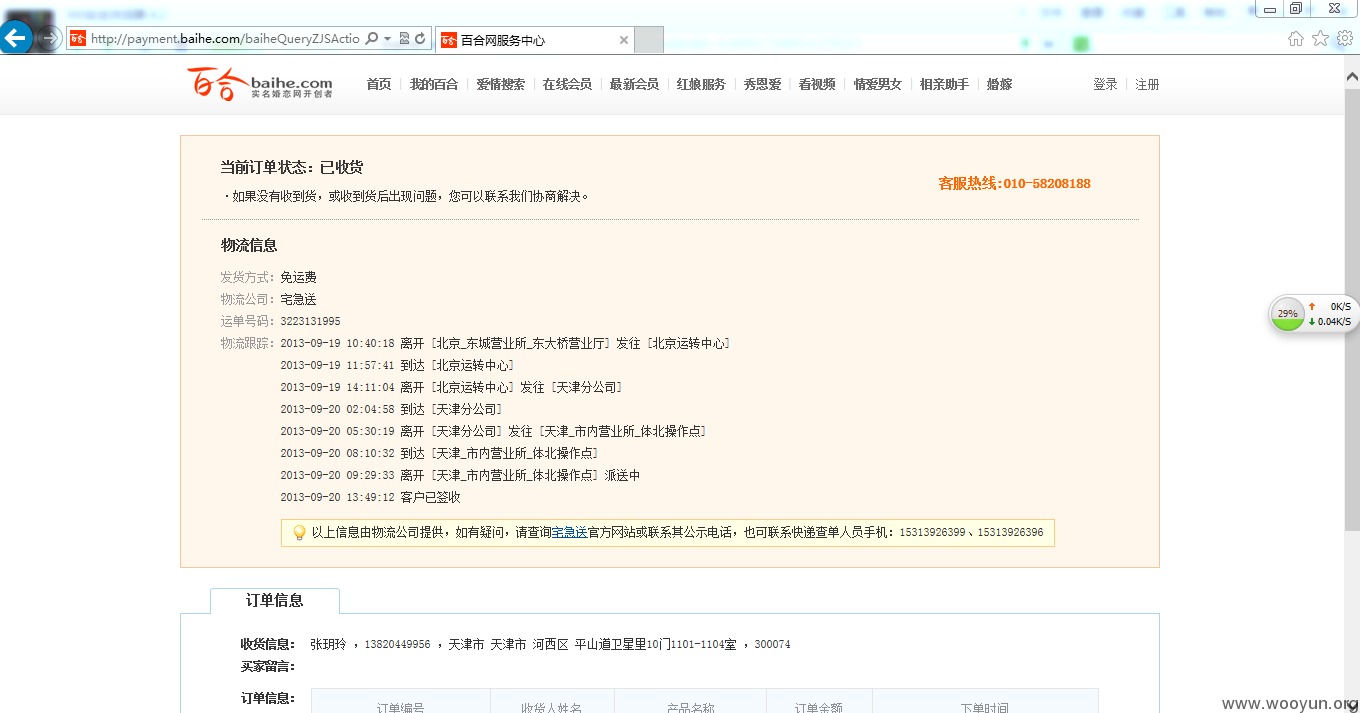 http://payment.baihe.com/baiheQueryZJSActio
百合网服务中心
百合 baihe.com
实名婚恋网开创者
首页 我的百合 爱情搜索 在线会员 最新会员 红娘服务 秀恩爱 看视频 情爱男女 相亲助手 婚嫁 登录 注册
当前订单状态：已收货
·如果没有收到货，或收到货后出现问题，您可以联系我们协商解决。
客服热线:010-58208188
物流信息
发货方式：免运费
物流公司：宅急送
运单号码：3223131995
物流跟踪：2013-09-19 10:40:18 离开 [北京_东城营业所_东大桥营业厅] 发往 [北京运转中心]
2013-09-19 11:57:41 到达 [北京运转中心]
2013-09-19 14:11:04 离开 [北京运转中心] 发往 [天津分公司]
2013-09-20 02:04:58 到达 [天津分公司]
2013-09-20 05:30:19 离开 [天津分公司] 发往 [天津_市内营业所_体北操作点]
2013-09-20 08:10:32 到达 [天津_市内营业所_体北操作点]
2013-09-20 09:29:33 离开 [天津_市内营业所_体北操作点] 派送中
2013-09-20 13:49:12 客户已签收
以上信息由物流公司提供，如有疑问，请查询宅急送官方网站或联系其公示电话，也可联系快递查单人员手机：15313926399、15313926396
29%
0K/S
0.04K/S
订单信息
收货信息： 张玥玲 ，13820449956 ，天津市 天津市 河西区 平山道卫星里10门1101-1104室 ，300074
买家留言：
订单信息：
订单编号 收货人姓名 产品名称 订单金额 下单时间
www.wooyun.org